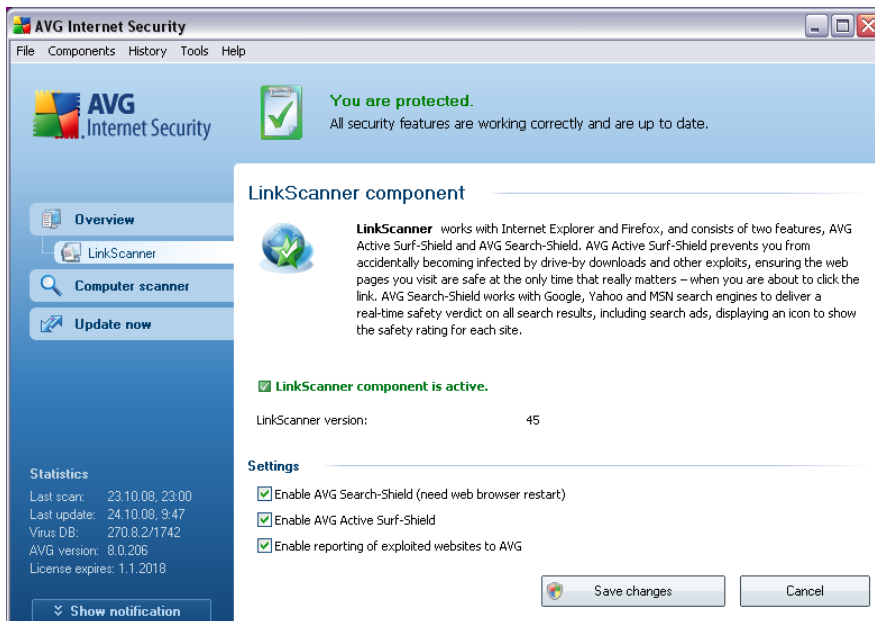 AVG Internet Security
File Components History Tools Help
AVG
Internet Security
You are protected.
All security features are working correctly and are up to date.
Overview
LinkScanner
Computer scanner
Update now
LinkScanner component
LinkScanner works with Internet Explorer and Firefox, and consists of two features, AVG
Active Surf-Shield and AVG Search-Shield. AVG Active Surf-Shield prevents you from
accidentally becoming infected by drive-by downloads and other exploits, ensuring the web
pages you visit are safe at the only time that really matters – when you are about to click the
link. AVG Search-Shield works with Google, Yahoo and MSN search engines to deliver a
real-time safety verdict on all search results, including search ads, displaying an icon to show
the safety rating for each site.
LinkScanner component is active.
LinkScanner version: 45
Settings
Enable AVG Search-Shield (need web browser restart)
Enable AVG Active Surf-Shield
Enable reporting of exploited websites to AVG
Save changes Cancel
Statistics
Last scan: 23.10.08, 23:00
Last update: 24.10.08, 9:47
Virus DB: 270.8.2/1742
AVG version: 8.0.206
License expires: 1.1.2018
Show notification